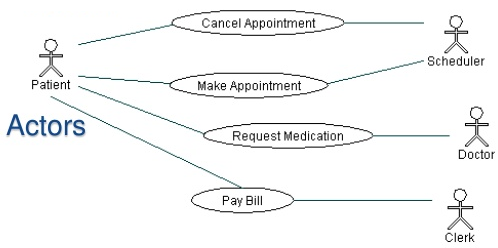 Cancel Appointment
Scheduler
Patient
Make Appointment
Actors
Request Medication
Doctor
Pay Bill
Clerk